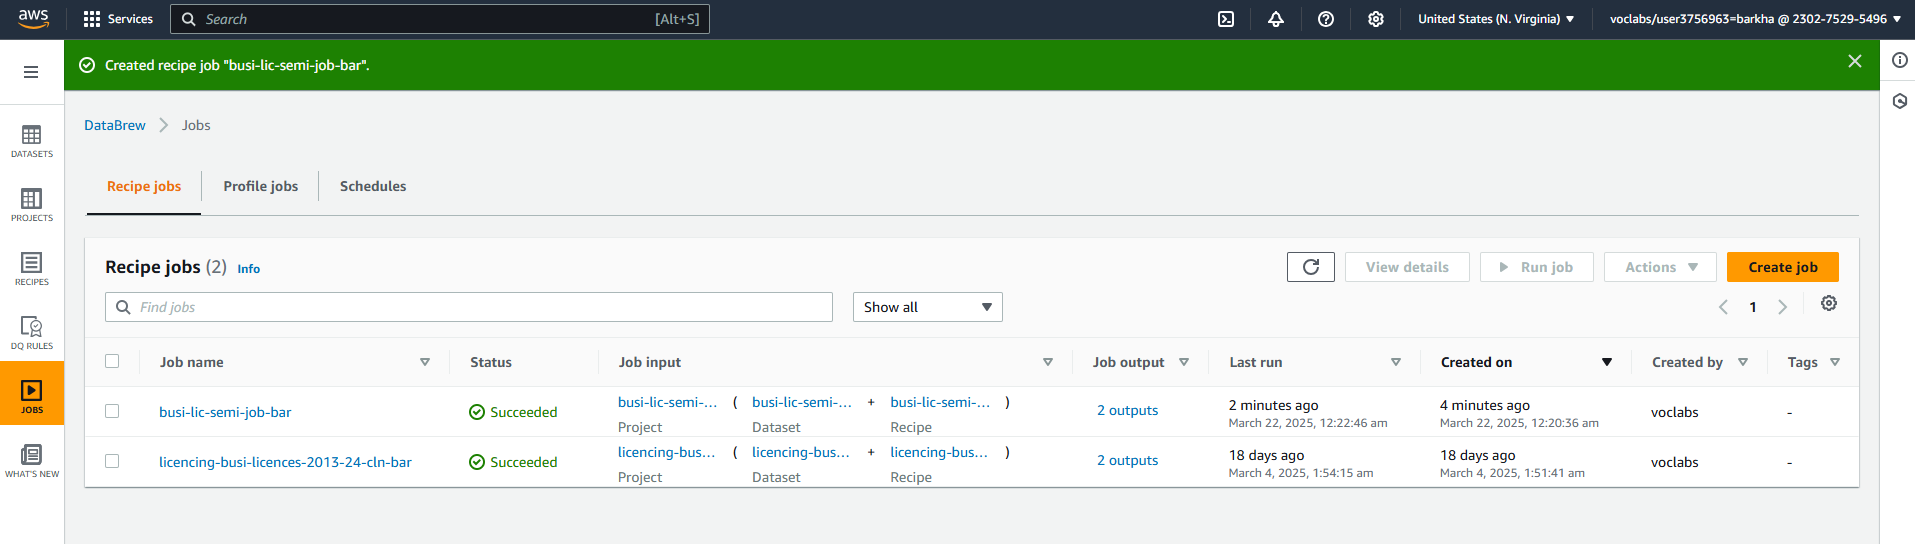 aws Services Search [Alt+S] United States (N. Virginia) voclabs/user3756963=barkha @ 2302-7529-5496
Created recipe job "busi-lic-semi-job-bar".
DataBrew Jobs
DATASETS
PROJECTS
RECIPES
DQ RULES
JOBS
WHAT'S NEW
Recipe jobs Profile jobs Schedules
Recipe jobs (2) Info View details Run job Actions Create job
Find jobs Show all 1
Job name Status Job input Job output Last run Created on Created by Tags
busi-lic-semi-job-bar Succeeded busi-lic-semi-... ( busi-lic-semi-... + busi-lic-semi-... ) 2 outputs 2 minutes ago 4 minutes ago voclabs -
Project Dataset Recipe March 22, 2025, 12:22:46 am March 22, 2025, 12:20:36 am
licencing-busi-licences-2013-24-cln-bar Succeeded licencing-bus... ( licencing-bus... + licencing-bus... ) 2 outputs 18 days ago 18 days ago voclabs -
Project Dataset Recipe March 4, 2025, 1:54:15 am March 4, 2025, 1:51:41 am